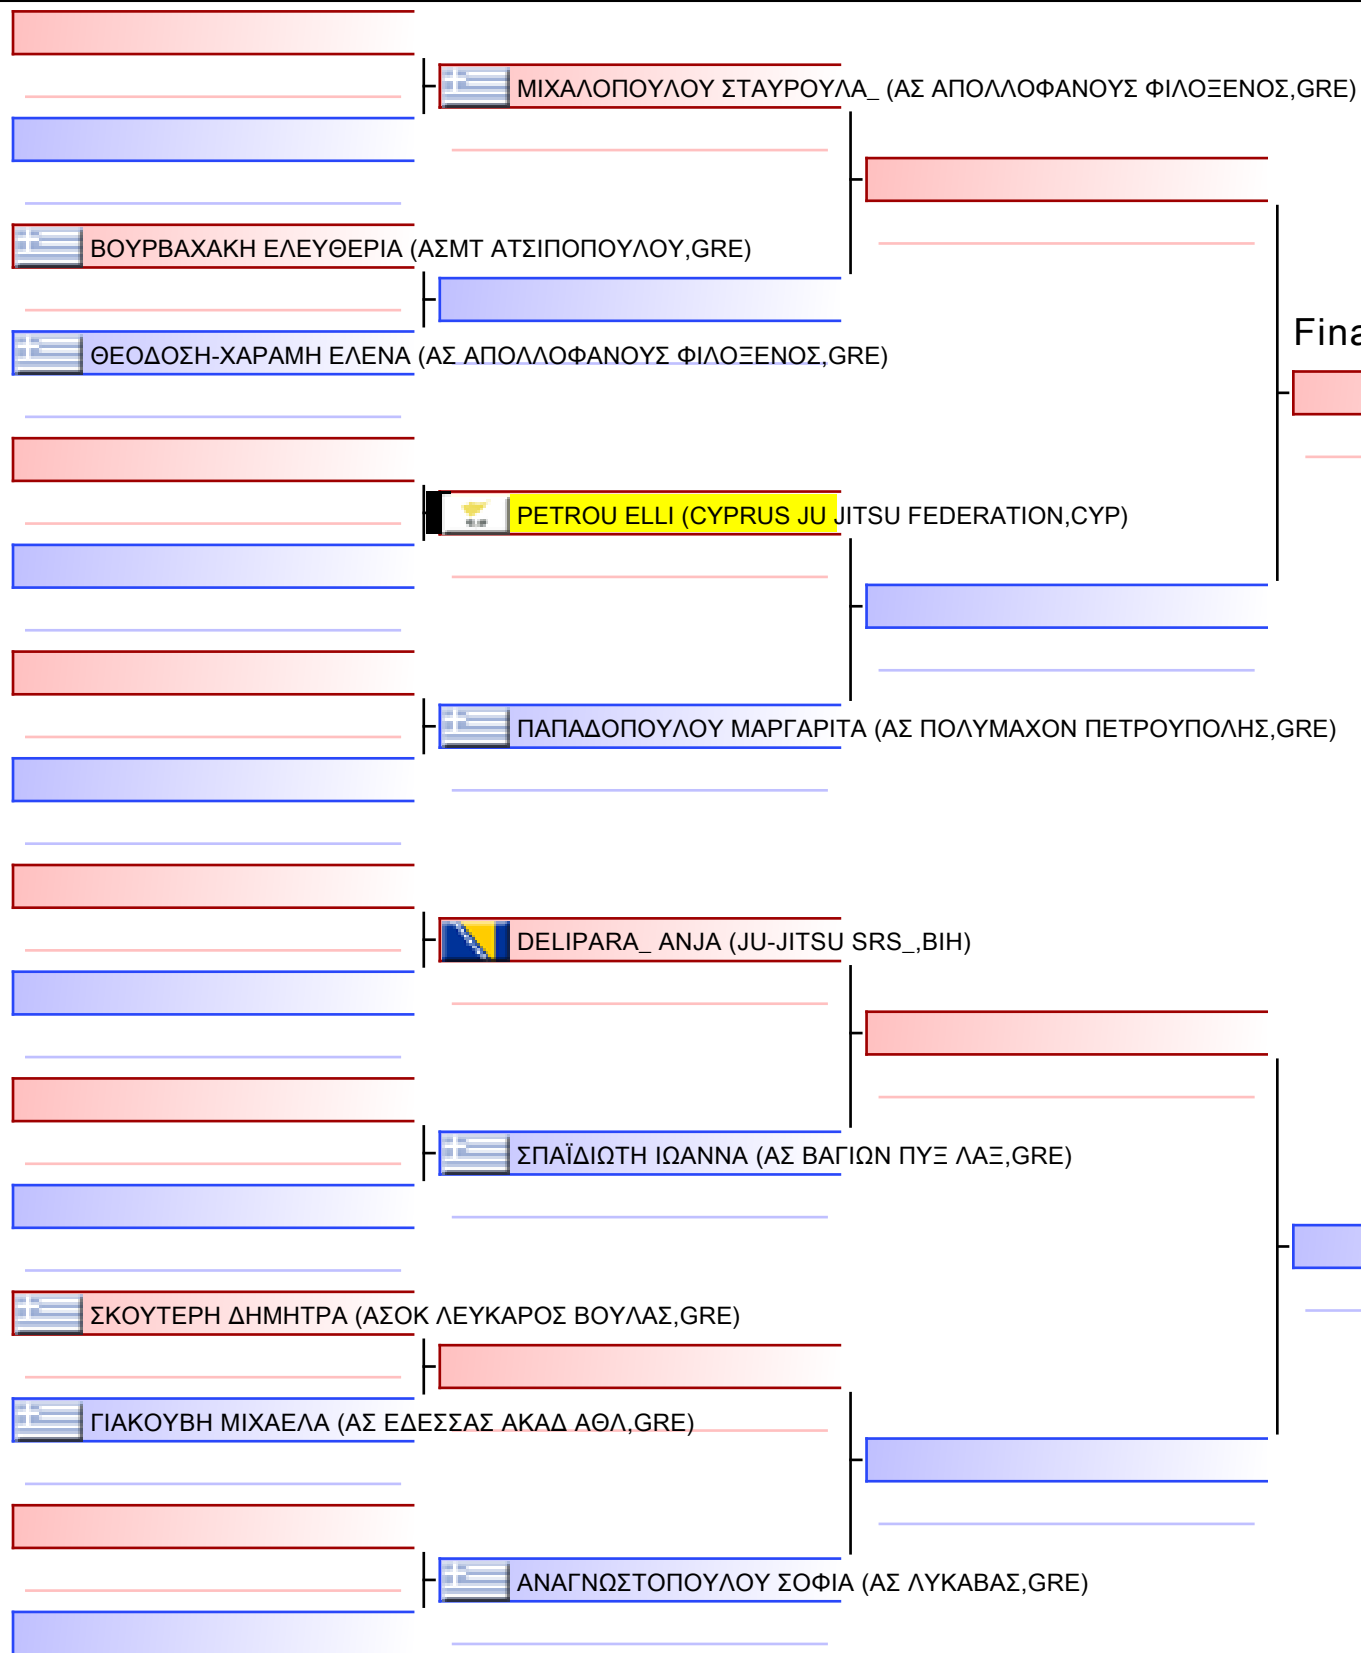 ΜΙΧΑΛΟΠΟΥΛΟΥ ΣΤΑΥΡΟΥΛΑ_ (ΑΣ ΑΠΟΛΛΟΦΑΝΟΥΣ ΦΙΛΟΞΕΝΟΣ,GRE)
ΒΟΥΡΒΑΧΑΚΗ ΕΛΕΥΘΕΡΙΑ (ΑΣΜΤ ΑΤΣΙΠΟΠΟΥΛΟΥ,GRE)
Fina
ΘΕΟΔΟΣΗ-ΧΑΡΑΜΗ ΕΛΕΝΑ (ΑΣ ΑΠΟΛΛΟΦΑΝΟΥΣ ΦΙΛΟΞΕΝΟΣ,GRE)
PETROU ELLI (CYPRUS JU JITSU FEDERATION,CYP)
ΠΑΠΑΔΟΠΟΥΛΟΥ ΜΑΡΓΑΡΙΤΑ (ΑΣ ΠΟΛΥΜΑΧΟΝ ΠΕΤΡΟΥΠΟΛΗΣ,GRE)
DELIPARA_ ANJA (JU-JITSU SRS_,BIH)
ΣΠΑΪΔΙΩΤΗ ΙΩΑΝΝΑ (ΑΣ ΒΑΓΙΩΝ ΠΥΞ ΛΑΞ,GRE)
ΣΚΟΥΤΕΡΗ ΔΗΜΗΤΡΑ (ΑΣΟΚ ΛΕΥΚΑΡΟΣ ΒΟΥΛΑΣ,GRE)
ΓΙΑΚΟΥΒΗ ΜΙΧΑΕΛΑ (ΑΣ ΕΔΕΣΣΑΣ ΑΚΑΔ ΑΘΛ,GRE)
ΑΝΑΓΝΩΣΤΟΠΟΥΛΟΥ ΣΟΦΙΑ (ΑΣ ΛΥΚΑΒΑΣ,GRE)